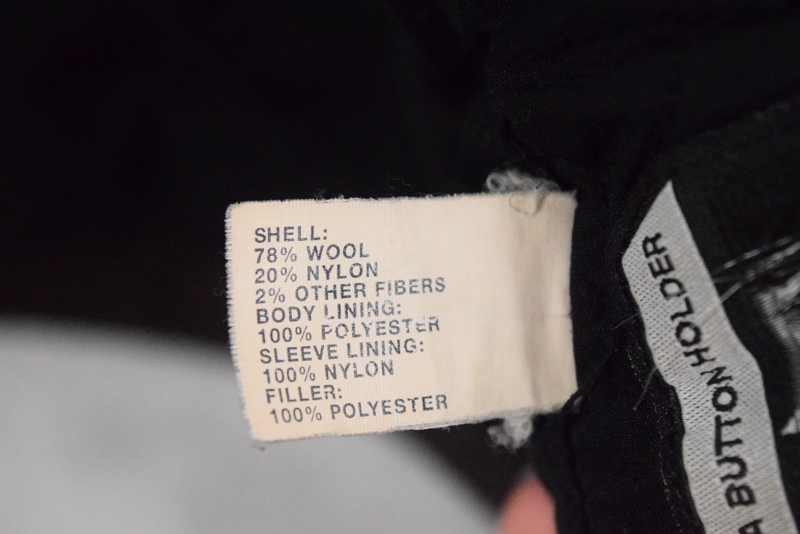 SHELL:
78% WOOL
20% NYLON
2% OTHER FIBERS
BODY LINING:
100% POLYESTER
SLEEVE LINING:
100% NYLON
FILLER:
100% POLYESTER
A BUTTONHOLDER